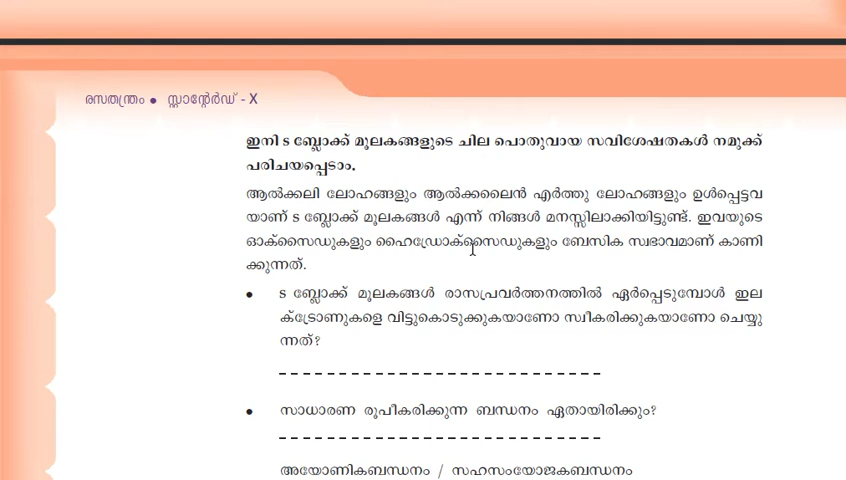 രസതന്ത്രം ● സ്റ്റാന്റേർഡ് - X
ഇനി s ബ്ലോക്ക് മൂലകങ്ങളുടെ ചില പൊതുവായ സവിശേഷതകൾ നമുക്ക്
പരിചയപ്പെടാം.
ആൽക്കലി ലോഹങ്ങളും ആൽക്കലൈൻ എർത്തു ലോഹങ്ങളും ഉൾപ്പെട്ടവ
യാണ് s ബ്ലോക്ക് മൂലകങ്ങൾ എന്ന് നിങ്ങൾ മനസ്സിലാക്കിയിട്ടുണ്ട്. ഇവയുടെ
ഓക്സൈഡുകളും ഹൈഡ്രോക്സൈഡുകളും ബേസിക സ്വഭാവമാണ് കാണി
ക്കുന്നത്.
● s ബ്ലോക്ക് മൂലകങ്ങൾ രാസപ്രവർത്തനത്തിൽ ഏർപ്പെടുമ്പോൾ ഇല
ക്ട്രോണുകളെ വിട്ടുകൊടുക്കുകയാണോ സ്വീകരിക്കുകയാണോ ചെയ്യു
ന്നത്?
● സാധാരണ രൂപീകരിക്കുന്ന ബന്ധനം ഏതായിരിക്കും?
അയോണികബന്ധനം / സഹസംയോജകബന്ധനം